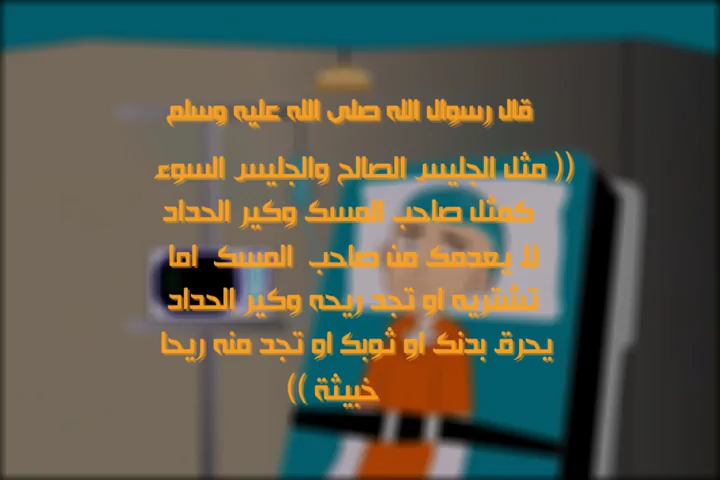 قال رسوال الله صلى الله عليه وسلم
(( مثل الجليس الصالح والجليس السوء
كمثل صاحب المسك وكير الحداد
لا يعدمك من صاحب المسك اما
تشتريه او تجد ريحه وكير الحداد
يحرق بدنك او ثوبك او تجد منه ريحا
خبيثة ))